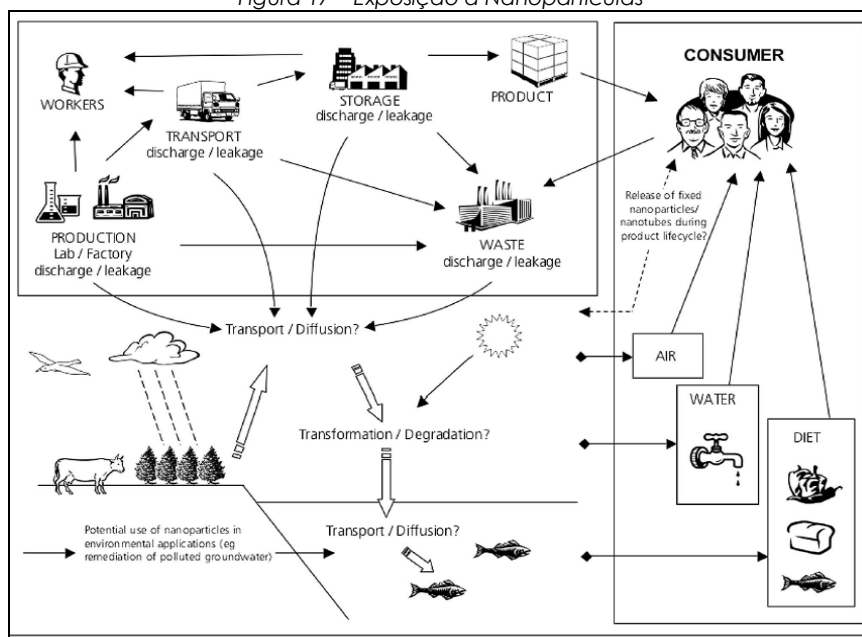 Figura 17 – Exposição a Nanopartículas
WORKERS
TRANSPORT
discharge / leakage
STORAGE
discharge / leakage
PRODUCT
CONSUMER
PRODUCTION
Lab / Factory
discharge / leakage
WASTE
discharge / leakage
Release of fixed
nanoparticles/
nanotubes during
product lifecycle?
Transport / Diffusion?
AIR
WATER
Transformation / Degradation?
DIET
Potential use of nanoparticles in
environmental applications (eg
remediation of polluted groundwater)
Transport / Diffusion?